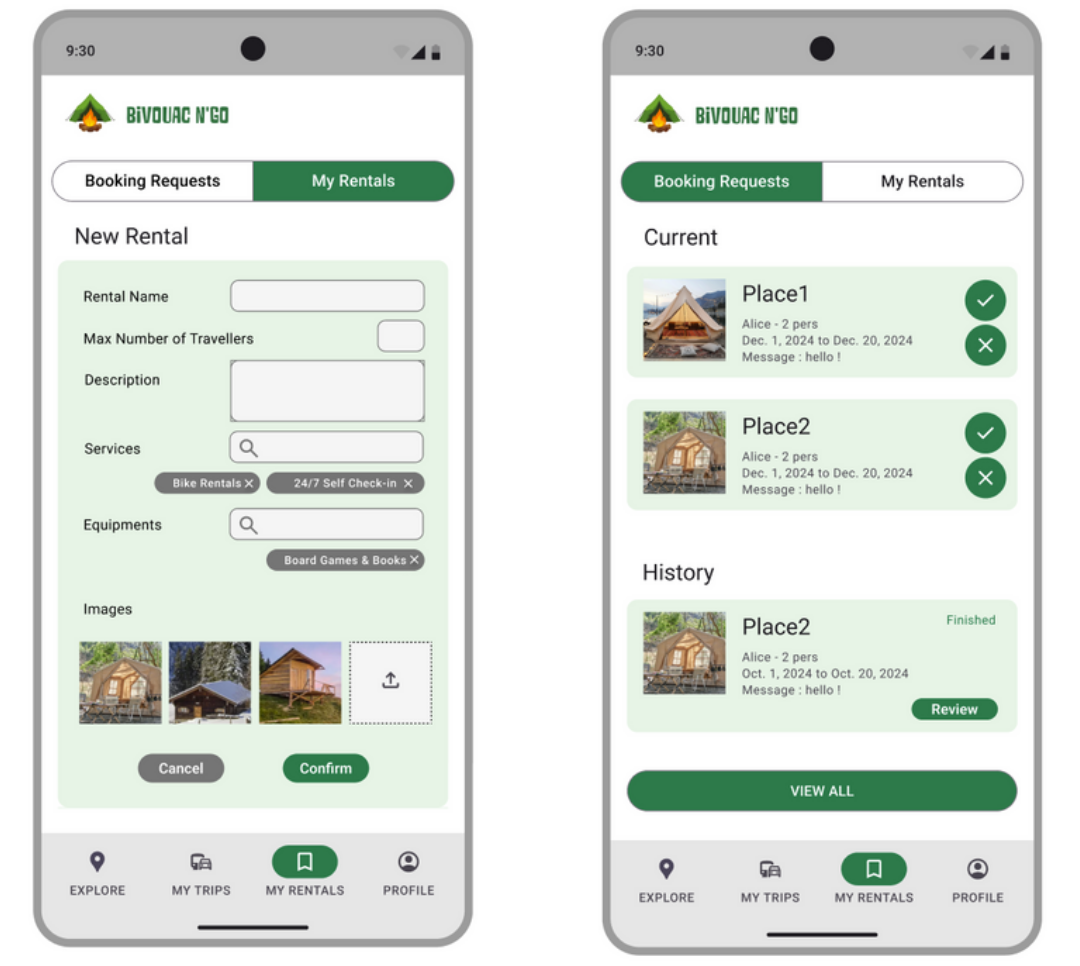 9:30
BiVOUAC N'GO
Booking Requests My Rentals
New Rental
Rental Name
Max Number of Travellers
Description
Services
Bike Rentals 24/7 Self Check-in
Equipments
Board Games & Books
Images
Cancel Confirm
EXPLORE MY TRIPS MY RENTALS PROFILE
9:30
BiVOUAC N'GO
Booking Requests My Rentals
Current
Place1
Alice - 2 pers
Dec. 1, 2024 to Dec. 20, 2024
Message : hello !
Place2
Alice - 2 pers
Dec. 1, 2024 to Dec. 20, 2024
Message : hello !
History
Place2 Finished
Alice - 2 pers
Oct. 1, 2024 to Oct. 20, 2024
Message : hello !
Review
VIEW ALL
EXPLORE MY TRIPS MY RENTALS PROFILE